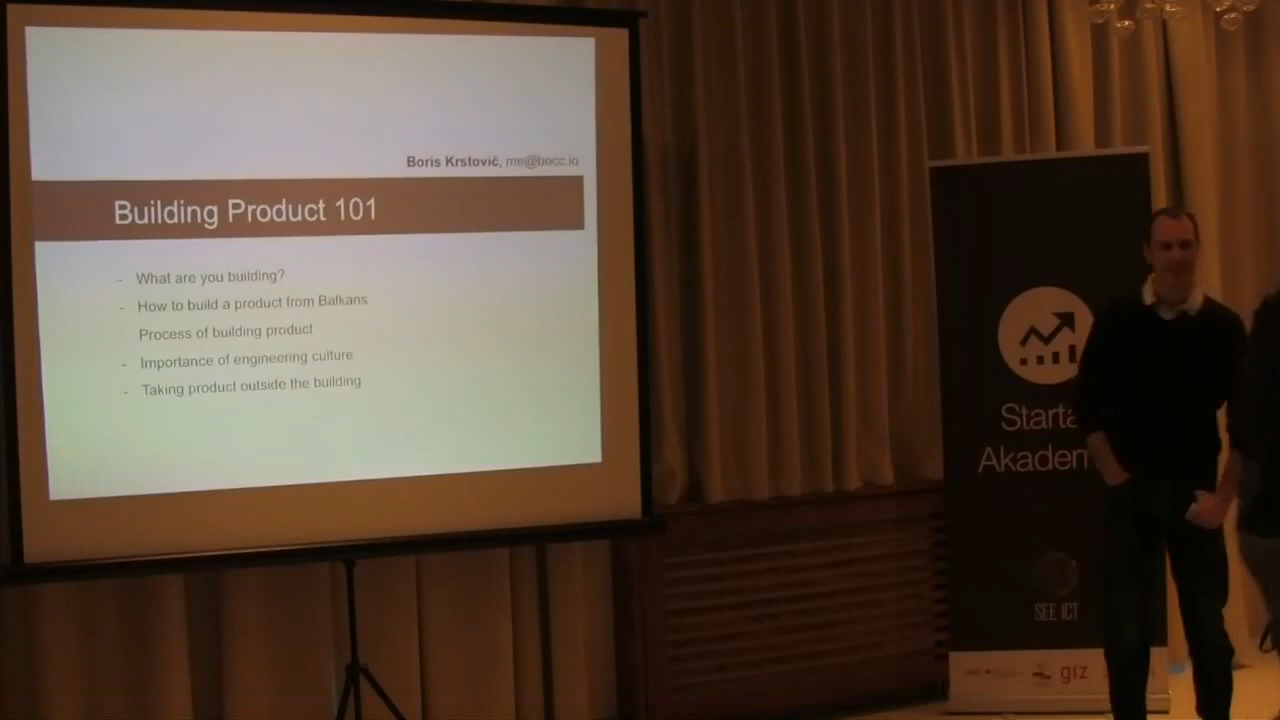 Boris Krstović, me@bocc.io
Building Product 101
- What are you building?
- How to build a product from Balkans
Process of building product
- Importance of engineering culture
- Taking product outside the building
Starta
Akadem
SEE ICT
giz